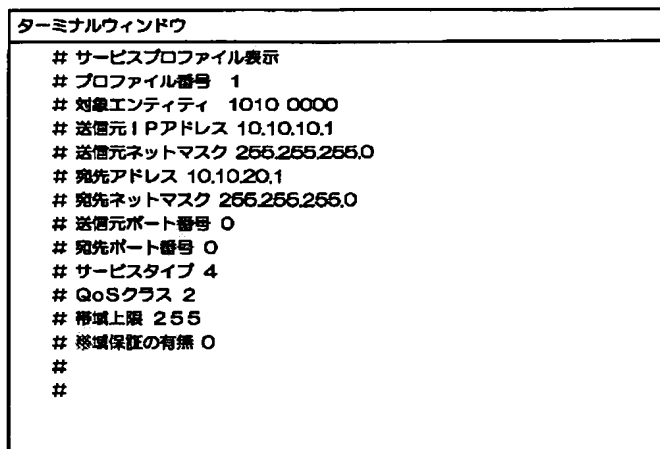 ターミナルウィンドウ
# サービスプロファイル表示
# プロファイル番号 1
# 対象エンティティ 1010 0000
# 送信元IPアドレス 10.10.10.1
# 送信元ネットマスク 255.255.255.0
# 宛先アドレス 10.10.20.1
# 宛先ネットマスク 255.255.255.0
# 送信元ポート番号 0
# 宛先ポート番号 0
# サービスタイプ 4
# QoSクラス 2
# 帯域上限 255
# 帯域保証の有無 0
#
#